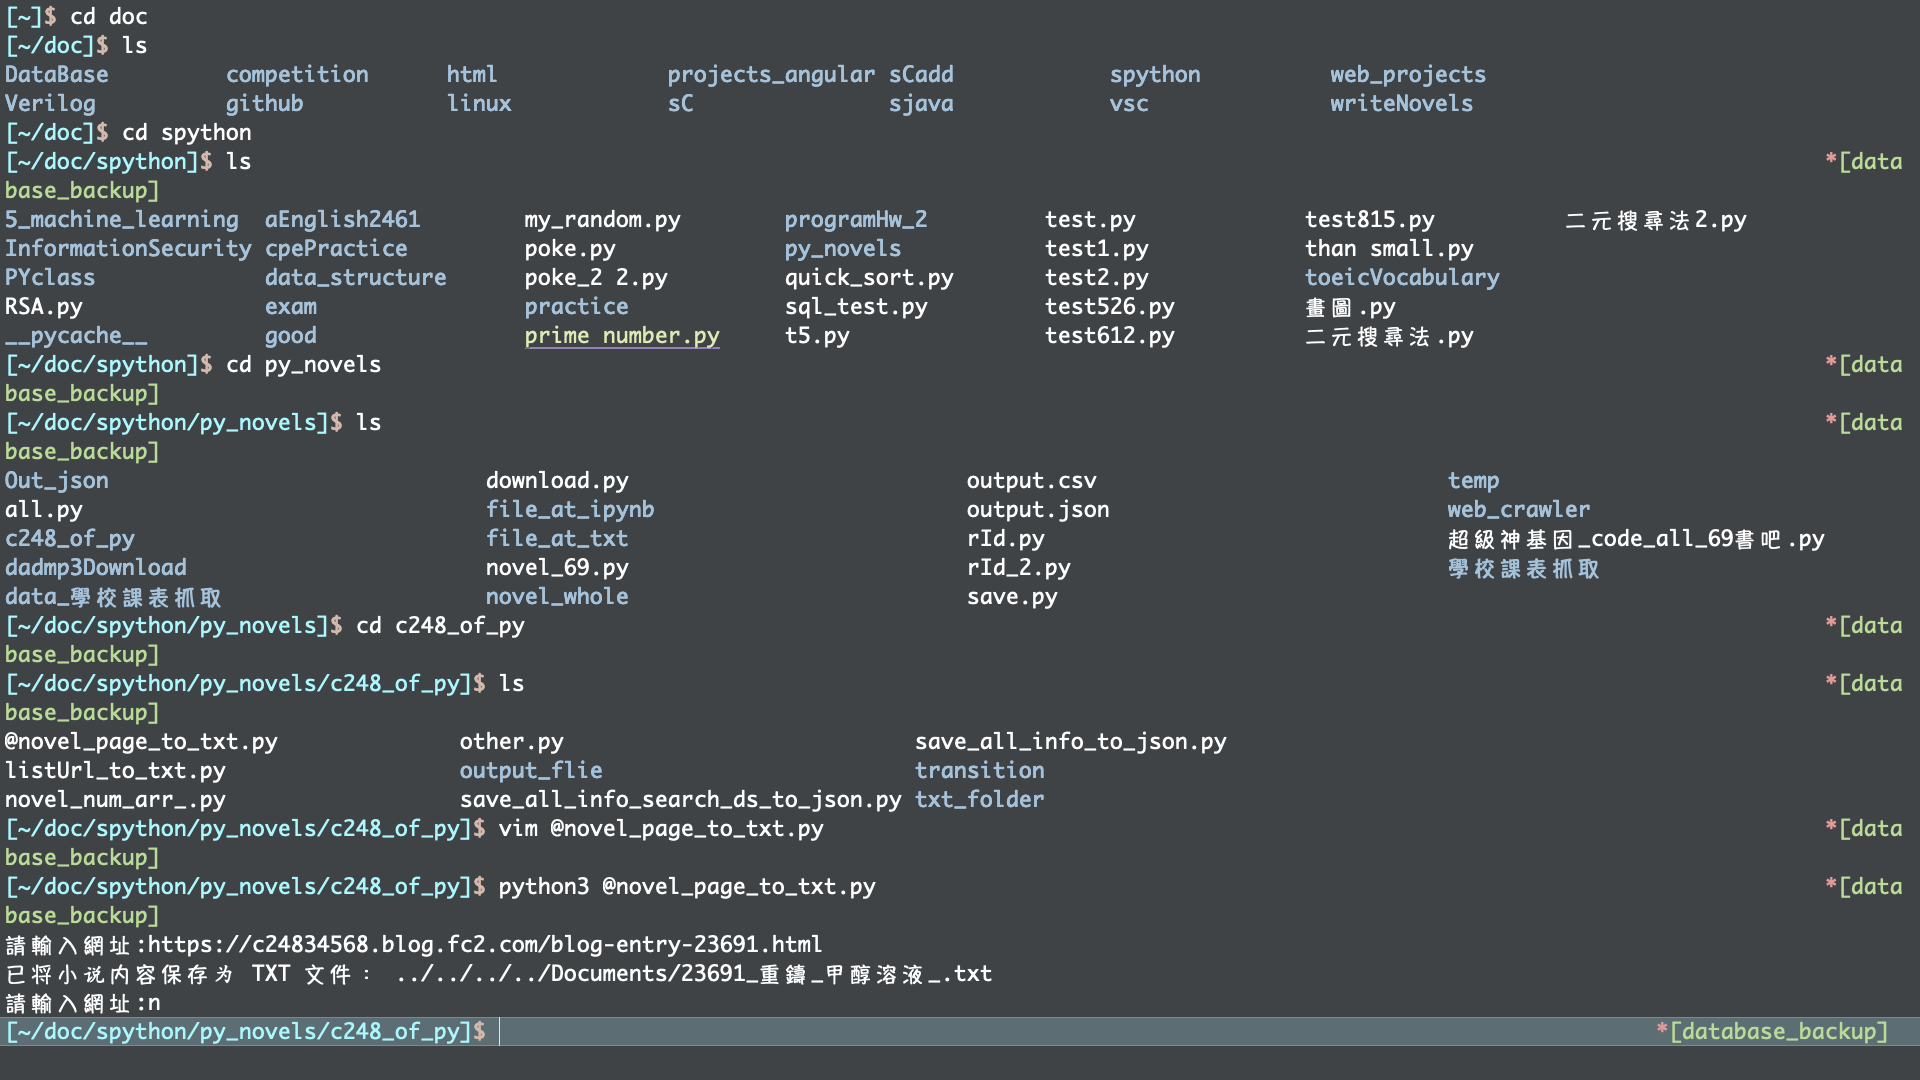 [~]$ cd doc
[~/doc]$ ls
DataBase competition html projects_angular sCadd spython web_projects
Verilog github linux sC sjava vsc writeNovels
[~/doc]$ cd spython
[~/doc/spython]$ ls *[data
base_backup]
5_machine_learning aEnglish2461 my_random.py programHw_2 test.py test815.py 二元搜尋法2.py
InformationSecurity cpePractice poke.py py_novels test1.py than small.py
PYclass data_structure poke_2 2.py quick_sort.py test2.py toeicVocabulary
RSA.py exam practice sql_test.py test526.py 畫圖.py
__pycache__ good prime number.py t5.py test612.py 二元搜尋法.py
[~/doc/spython]$ cd py_novels *[data
base_backup]
[~/doc/spython/py_novels]$ ls *[data
base_backup]
Out_json download.py output.csv temp
all.py file_at_ipynb output.json web_crawler
c248_of_py file_at_txt rId.py 超級神基因_code_all_69書吧.py
dadmp3Download novel_69.py rId_2.py 學校課表抓取
data_學校課表抓取 novel_whole save.py
[~/doc/spython/py_novels]$ cd c248_of_py *[data
base_backup]
[~/doc/spython/py_novels/c248_of_py]$ ls *[data
base_backup]
@novel_page_to_txt.py other.py save_all_info_to_json.py
listUrl_to_txt.py output_flie transition
novel_num_arr_.py save_all_info_search_ds_to_json.py txt_folder
[~/doc/spython/py_novels/c248_of_py]$ vim @novel_page_to_txt.py *[data
base_backup]
[~/doc/spython/py_novels/c248_of_py]$ python3 @novel_page_to_txt.py *[data
base_backup]
請輸入網址:https://c24834568.blog.fc2.com/blog-entry-23691.html
已将小说内容保存为 TXT 文件： ../../../../Documents/23691_重鑄_甲醇溶液_.txt
請輸入網址:n
[~/doc/spython/py_novels/c248_of_py]$ *[database_backup]